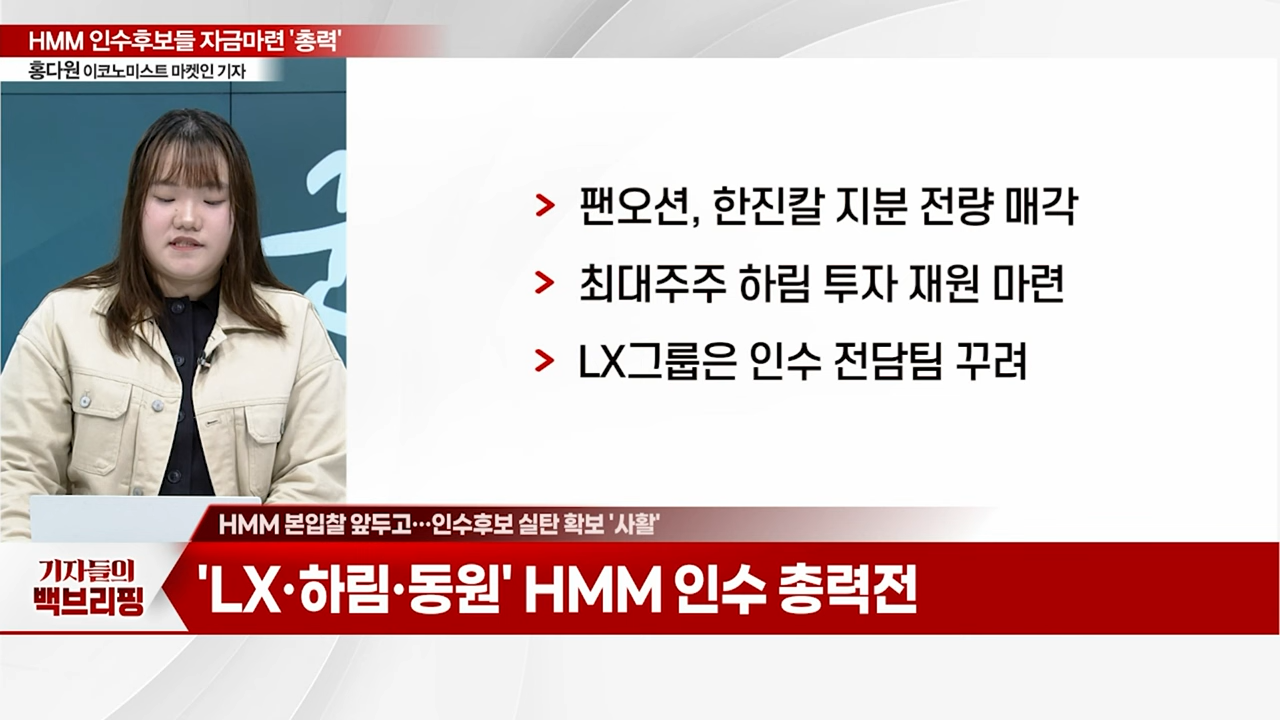 HMM 인수후보들 자금마련 '총력'
홍다원 이코노미스트 마켓인 기자
> 팬오션, 한진칼 지분 전량 매각
> 최대주주 하림 투자 재원 마련
> LX그룹은 인수 전담팀 꾸려
HMM 본입찰 앞두고…인수후보 실탄 확보 '사활'
기자들의
백브리핑
'LX·하림·동원' HMM 인수 총력전